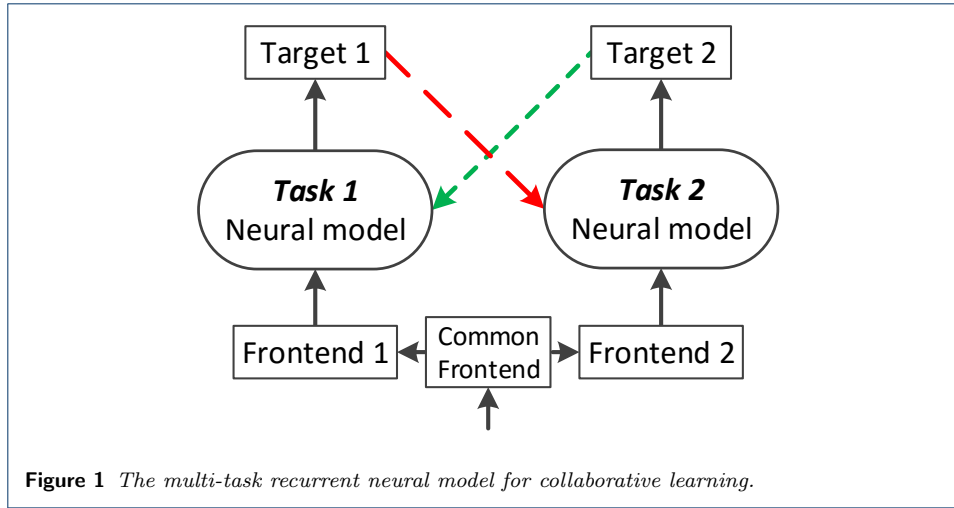 Target 1
Target 2
Task 1
Neural model
Task 2
Neural model
Frontend 1
Common
Frontend
Frontend 2
Figure 1 The multi-task recurrent neural model for collaborative learning.